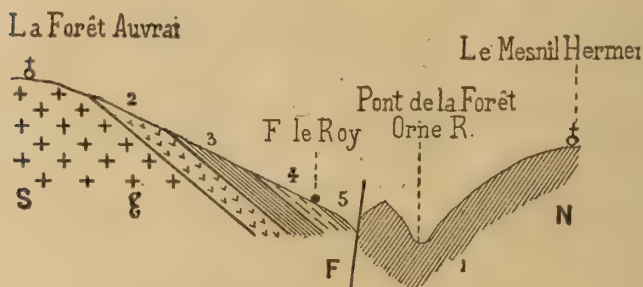 La Forêt Auvrai
Le Mesnil Hermei
Pont de la Forêt
Orne R.
F le Roy
2
3
4
5
S
g
F
1
N